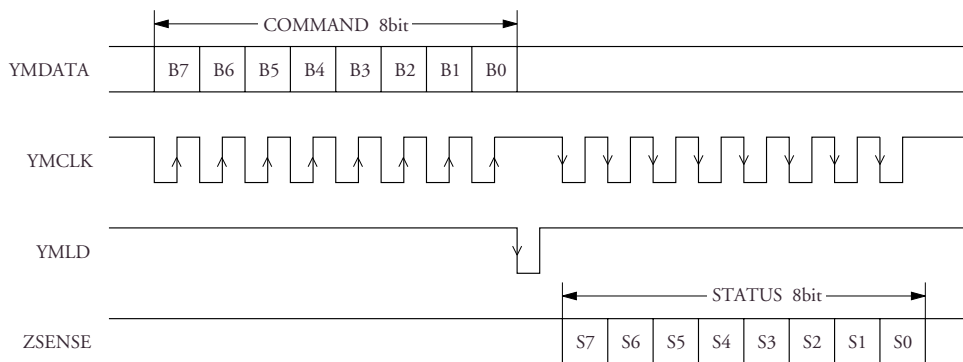 COMMAND 8bit
YMDATA B7 B6 B5 B4 B3 B2 B1 B0
YMCLK
YMLD
STATUS 8bit
ZSENSE S7 S6 S5 S4 S3 S2 S1 S0